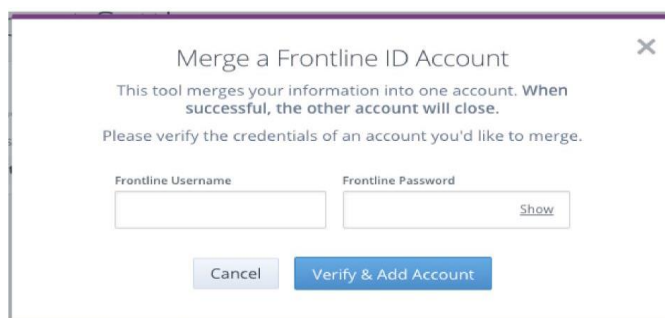 Merge a Frontline ID Account
This tool merges your information into one account. When
successful, the other account will close.
Please verify the credentials of an account you'd like to merge.
Frontline Username
Frontline Password
Show
Cancel
Verify & Add Account